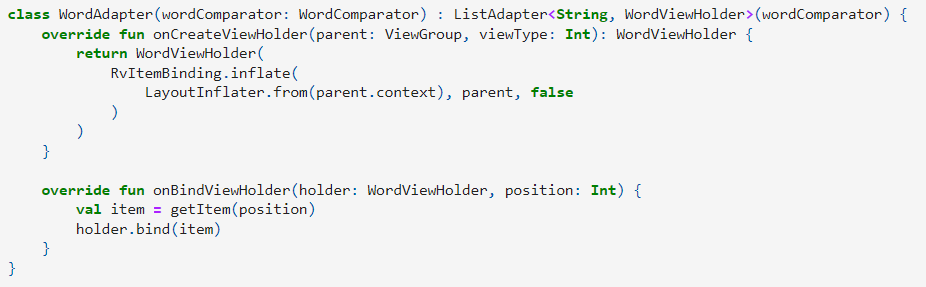 class WordAdapter(wordComparator: WordComparator) : ListAdapter<String, WordViewHolder>(wordComparator) {
    override fun onCreateViewHolder(parent: ViewGroup, viewType: Int): WordViewHolder {
        return WordViewHolder(
            RvItemBinding.inflate(
                LayoutInflater.from(parent.context), parent, false
            )
        )
    }

    override fun onBindViewHolder(holder: WordViewHolder, position: Int) {
        val item = getItem(position)
        holder.bind(item)
    }
}